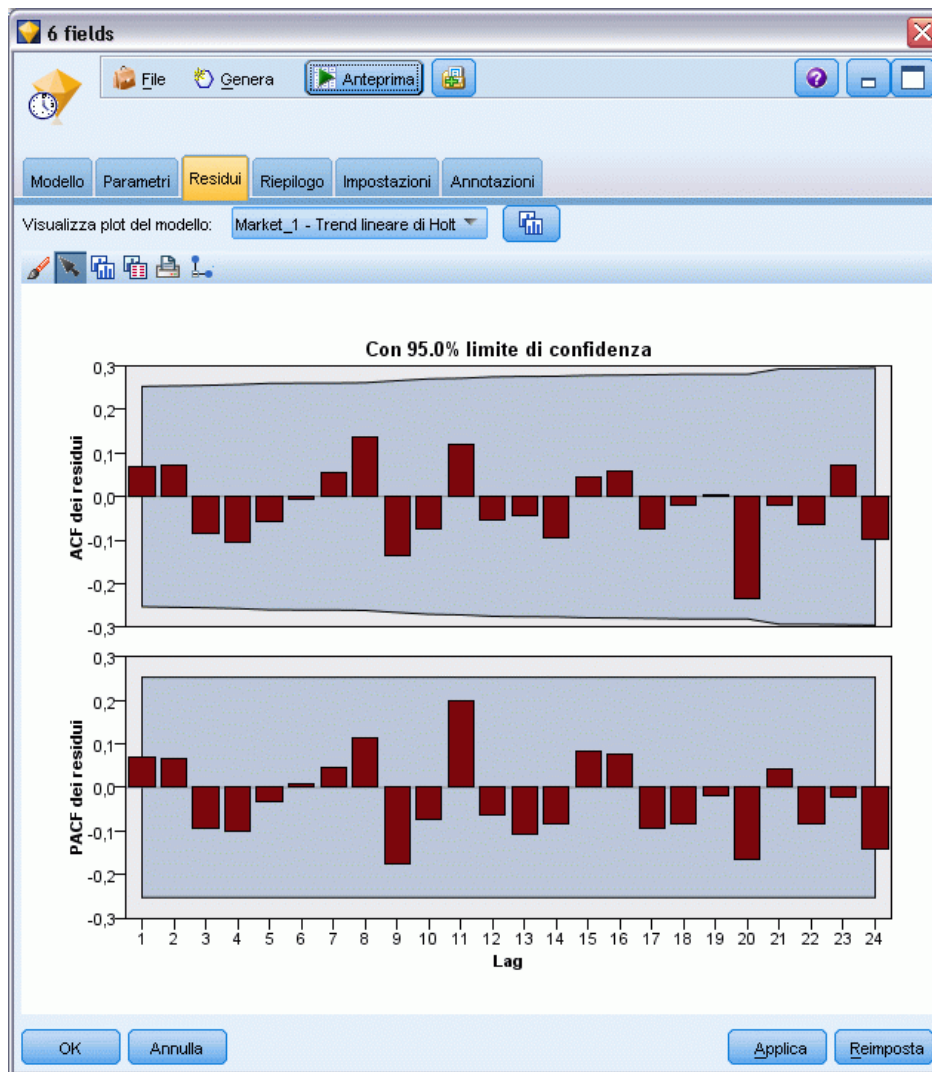 6 fields
File Genera Anteprima
Modello Parametri Residui Riepilogo Impostazioni Annotazioni
Visualizza plot del modello: Market_1 - Trend lineare di Holt
Con 95.0% limite di confidenza
ACF dei residui
0,3
0,2
0,1
0,0
-0,1
-0,2
-0,3
PACF dei residui
0,3
0,2
0,1
0,0
-0,1
-0,2
-0,3
1 2 3 4 5 6 7 8 9 10 11 12 13 14 15 16 17 18 19 20 21 22 23 24
Lag
OK Annulla Applica Reimposta